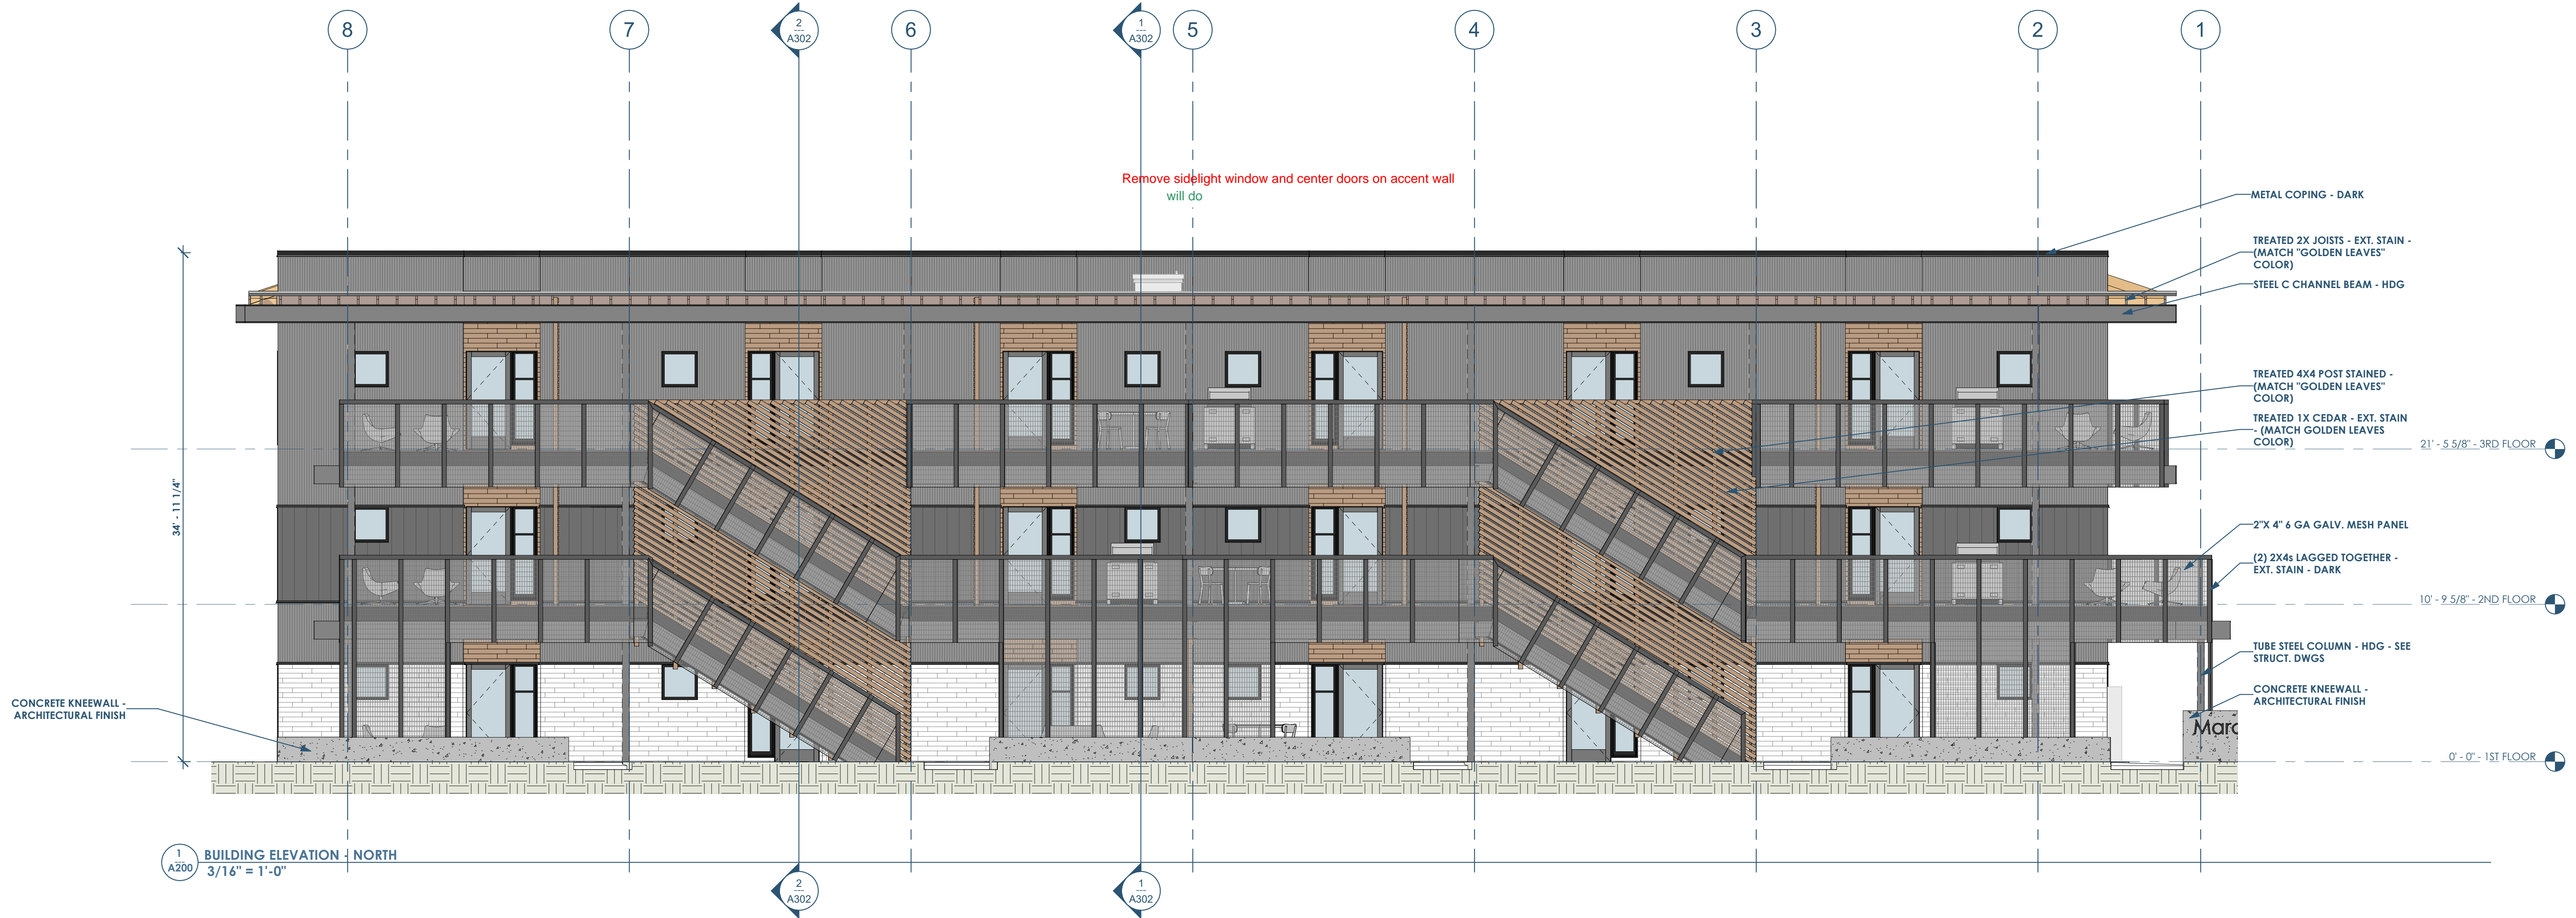 8
7
2
---
A302
6
1
---
A302
5
4
3
2
1
Remove sidelight window and center doors on accent wall
will do
METAL COPING - DARK
TREATED 2X JOISTS - EXT. STAIN -
(MATCH "GOLDEN LEAVES"
COLOR)
STEEL C CHANNEL BEAM - HDG
TREATED 4X4 POST STAINED -
(MATCH "GOLDEN LEAVES"
COLOR)
TREATED 1X CEDAR - EXT. STAIN
- (MATCH GOLDEN LEAVES
COLOR)
21' - 5 5/8" - 3RD FLOOR
34' - 11 1/4"
2"X 4" 6 GA GALV. MESH PANEL
(2) 2X4s LAGGED TOGETHER -
EXT. STAIN - DARK
10' - 9 5/8" - 2ND FLOOR
TUBE STEEL COLUMN - HDG - SEE
STRUCT. DWGS
CONCRETE KNEEWALL -
ARCHITECTURAL FINISH
CONCRETE KNEEWALL -
ARCHITECTURAL FINISH
Marc
0' - 0" - 1ST FLOOR
1
---
A200
BUILDING ELEVATION - NORTH
3/16" = 1'-0"
2
---
A302
1
---
A302